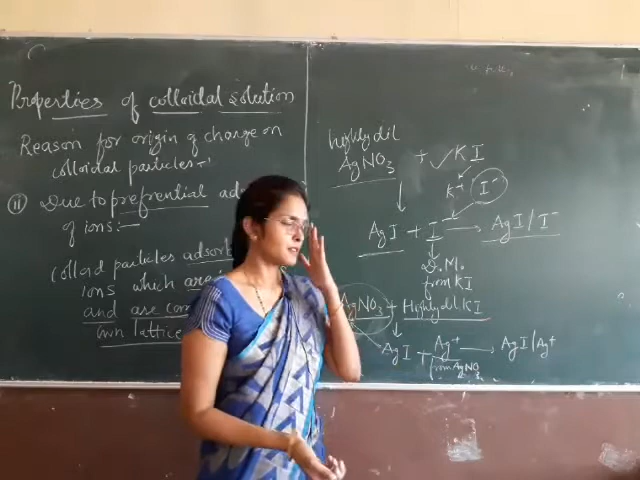 Properties of colloidal solution
Reason for origin of charge on
colloidal particles:-
(ii) Due to prefrential ad
of ions:-
Colloid particles adsorb
ions which are
and are com
own lattice
highly dil
AgNO3 + ✓KI
K+ I-
AgI + I- → AgI/I-
D.M.
from KI
AgNO3 + Highly dil KI
AgI + Ag+ → AgI/Ag+
from AgNO3